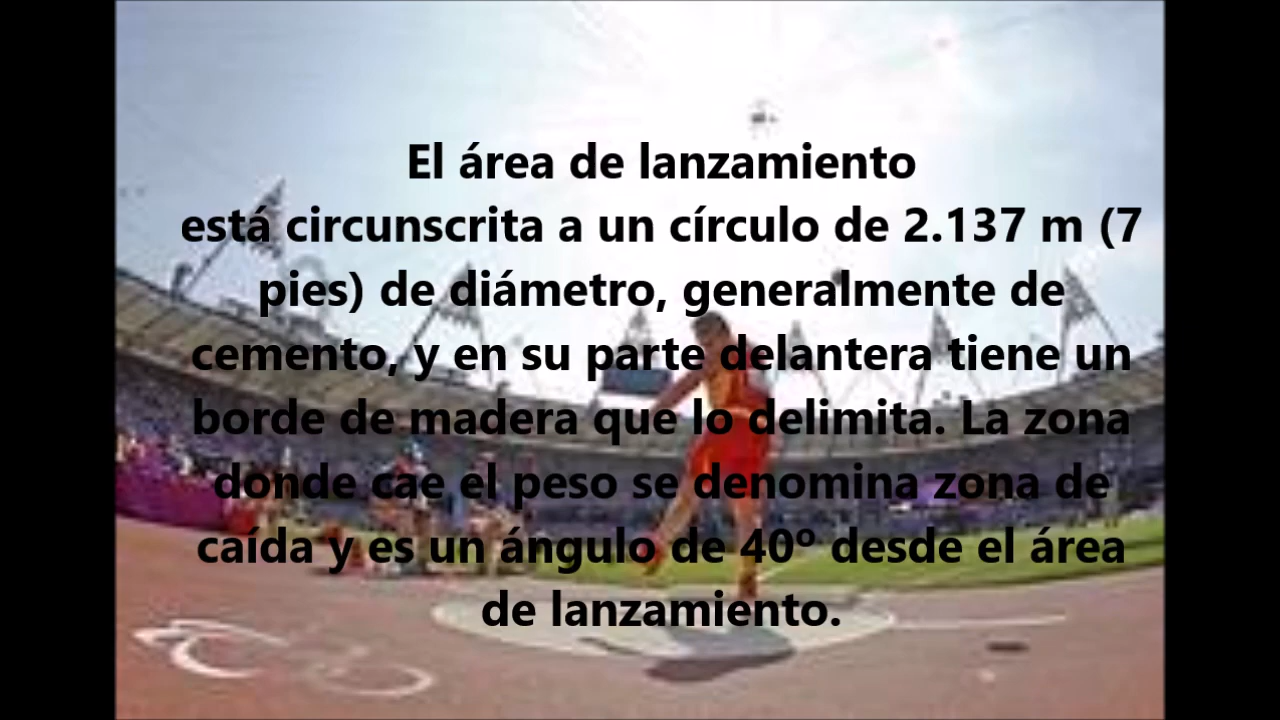 El área de lanzamiento
está circunscrita a un círculo de 2.137 m (7
pies) de diámetro, generalmente de
cemento, y en su parte delantera tiene un
borde de madera que lo delimita. La zona
donde cae el peso se denomina zona de
caída y es un ángulo de 40º desde el área
de lanzamiento.